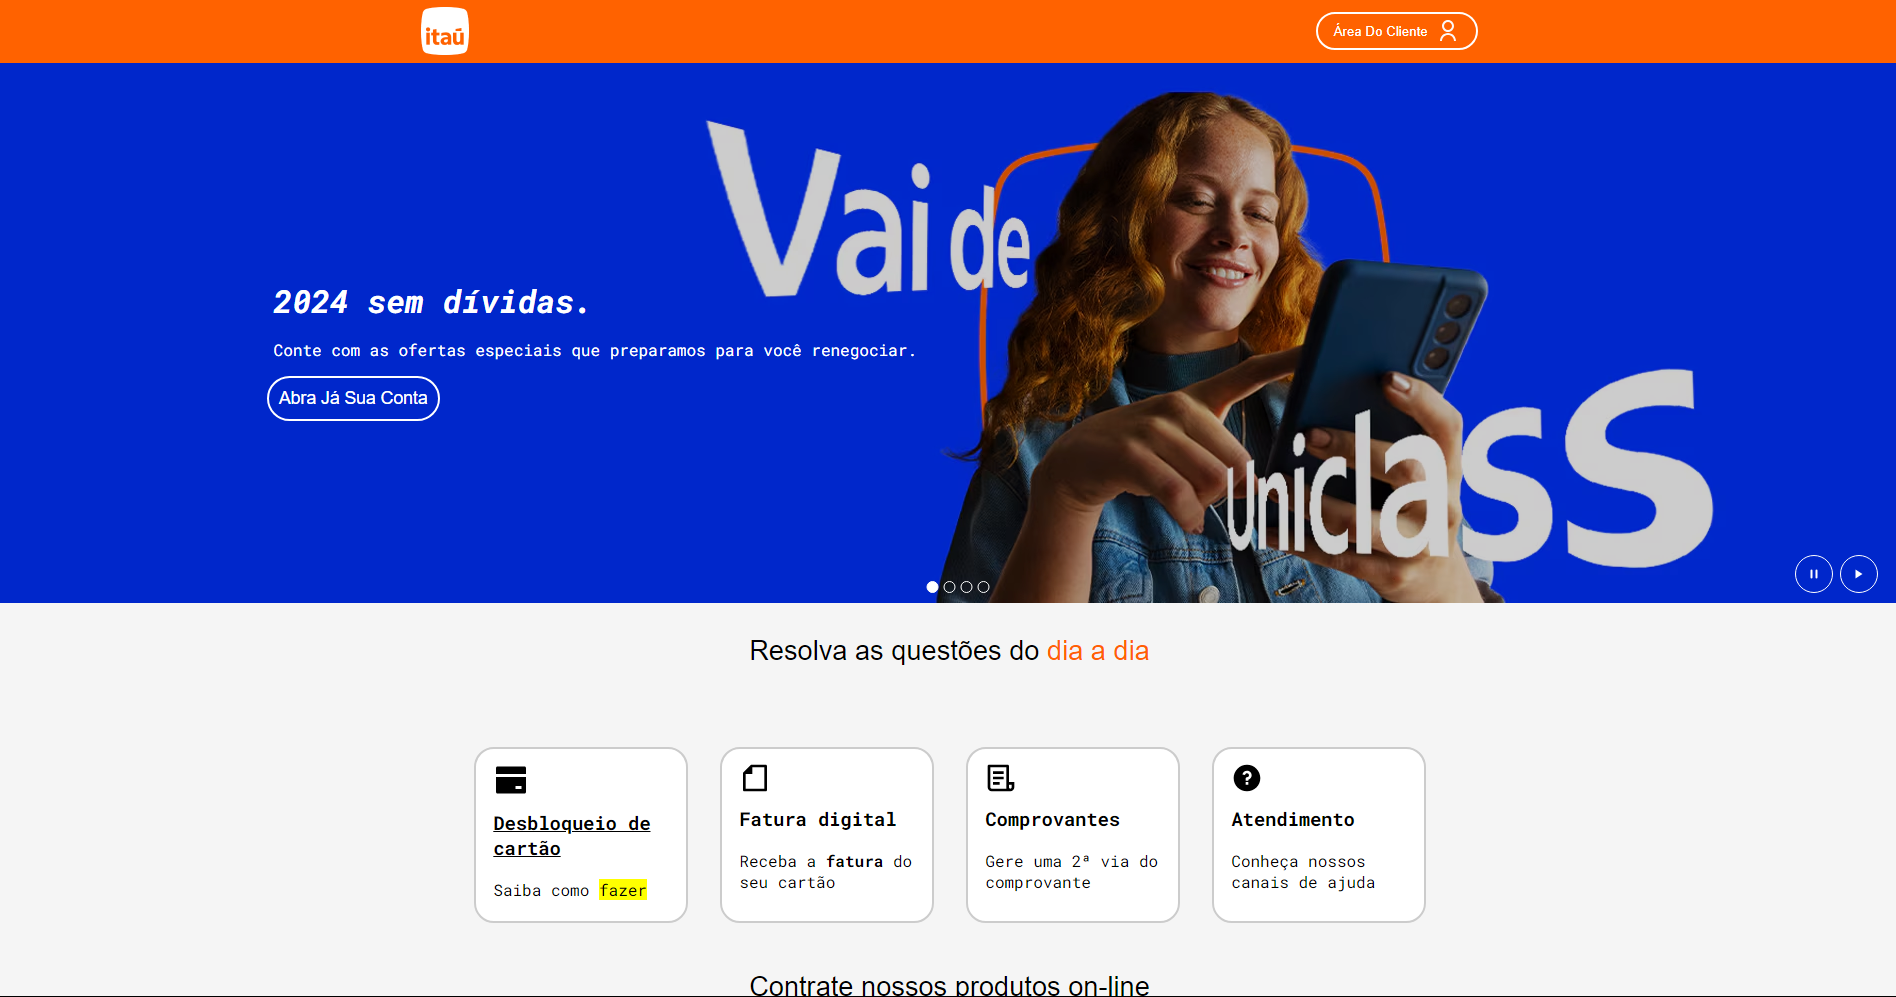 itaú
Área Do Cliente
Vai de
2024 sem dívidas.
Conte com as ofertas especiais que preparamos para você renegociar.
Abra Já Sua Conta
Uniclass
Resolva as questões do dia a dia
Desbloqueio de
cartão
Saiba como fazer
Fatura digital
Receba a fatura do
seu cartão
Comprovantes
Gere uma 2ª via do
comprovante
Atendimento
Conheça nossos
canais de ajuda
Contrate nossos produtos on-line